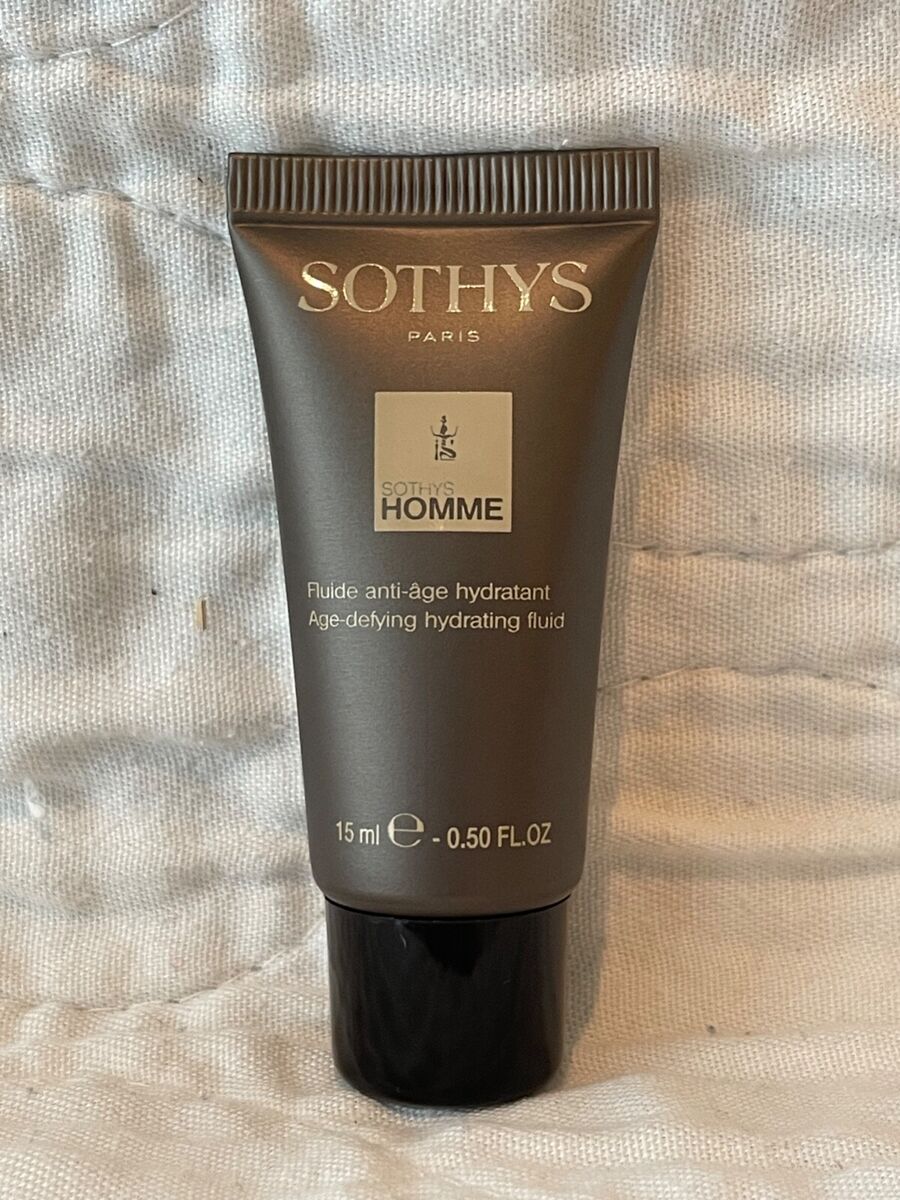 SOTHYS
PARIS
SOTHYS
HOMME
Fluide anti-âge hydratant
Age-defying hydrating fluid
15 ml ℮ - 0.50 FL.OZ